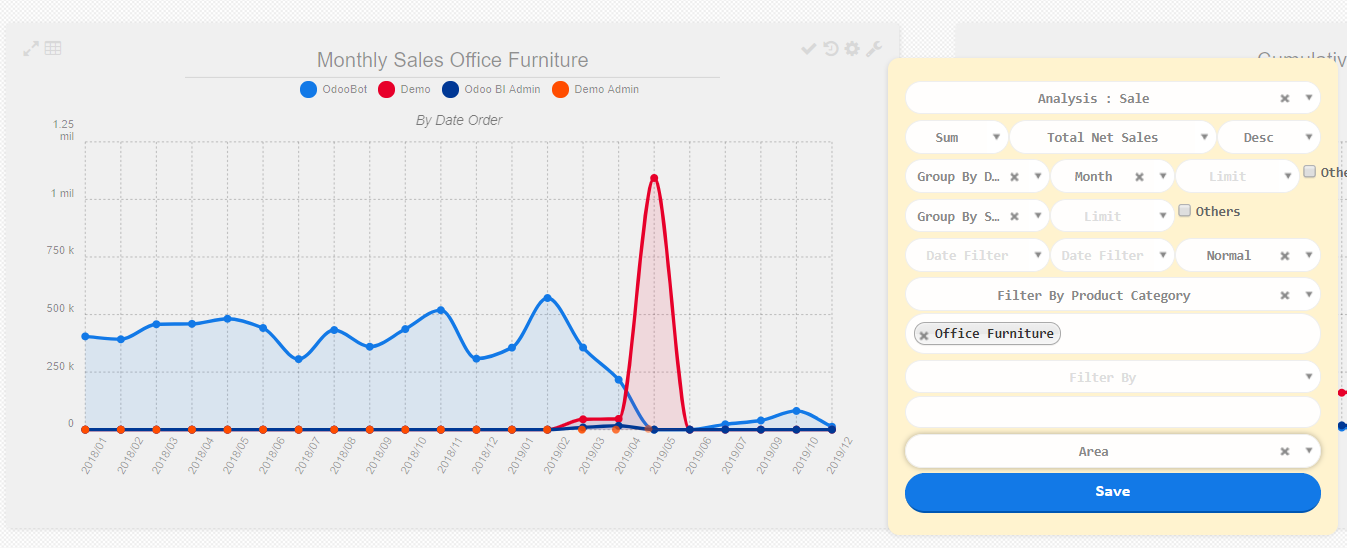 Monthly Sales Office Furniture
OdooBot Demo Odoo BI Admin Demo Admin
By Date Order
1.25
mil
1 mil
750 k
500 k
250 k
0
2018/01 2018/02 2018/03 2018/04 2018/05 2018/06 2018/07 2018/08 2018/09 2018/10 2018/11 2018/12 2019/01 2019/02 2019/03 2019/04 2019/05 2019/06 2019/07 2019/09 2019/10 2019/12
Cumulativ
Analysis : Sale
Sum Total Net Sales Desc
Group By D… Month Limit Othe
Group By S… Limit Others
Date Filter Date Filter Normal
Filter By Product Category
Office Furniture
Filter By
Area
Save